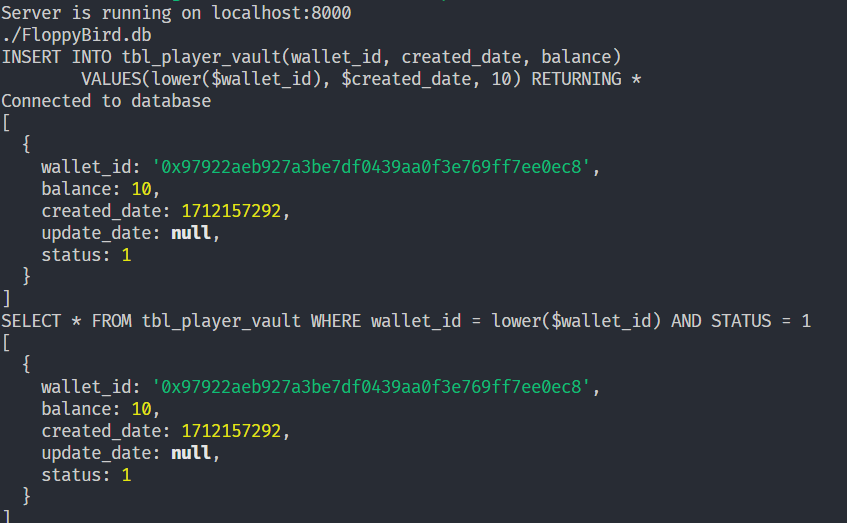 Server is running on localhost:8000
./FloppyBird.db
INSERT INTO tbl_player_vault(wallet_id, created_date, balance)
        VALUES(lower($wallet_id), $created_date, 10) RETURNING *
Connected to database
[
  {
    wallet_id: '0x97922aeb927a3be7df0439aa0f3e769ff7ee0ec8',
    balance: 10,
    created_date: 1712157292,
    update_date: null,
    status: 1
  }
]
SELECT * FROM tbl_player_vault WHERE wallet_id = lower($wallet_id) AND STATUS = 1
[
  {
    wallet_id: '0x97922aeb927a3be7df0439aa0f3e769ff7ee0ec8',
    balance: 10,
    created_date: 1712157292,
    update_date: null,
    status: 1
  }
]